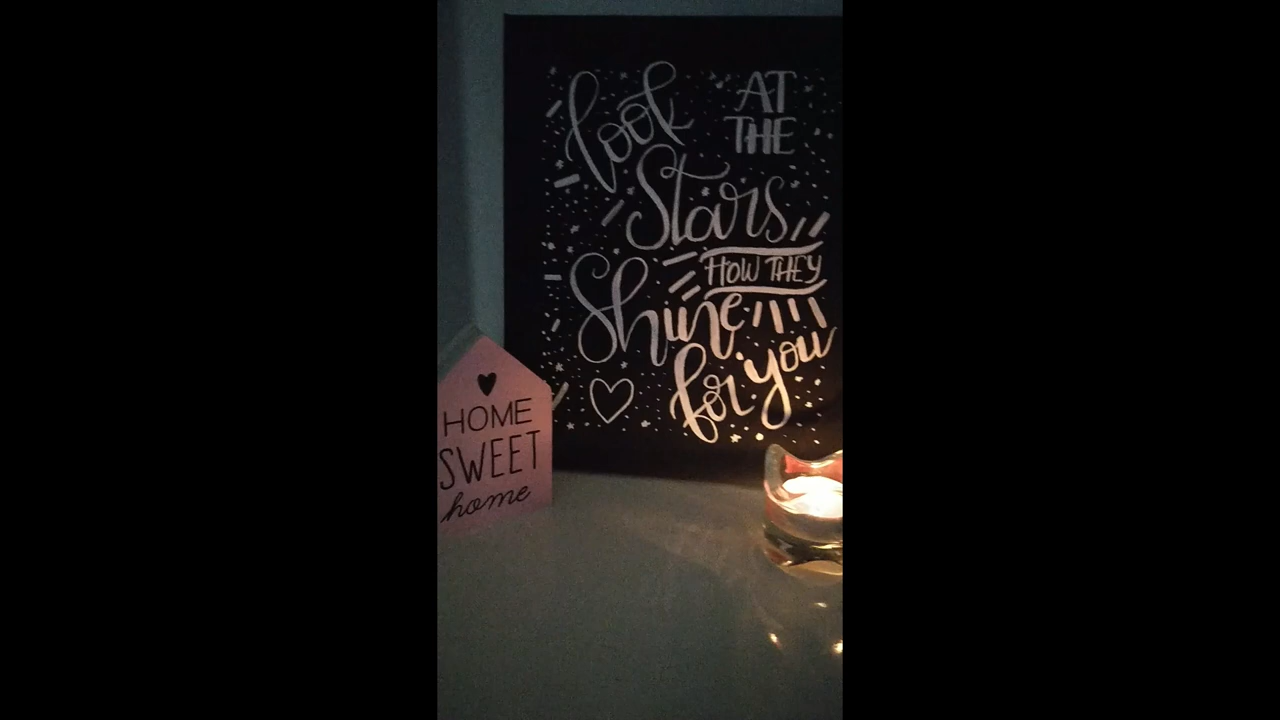 look AT
THE
Stars
HOW THEY
Shine
for you
HOME
SWEET
home